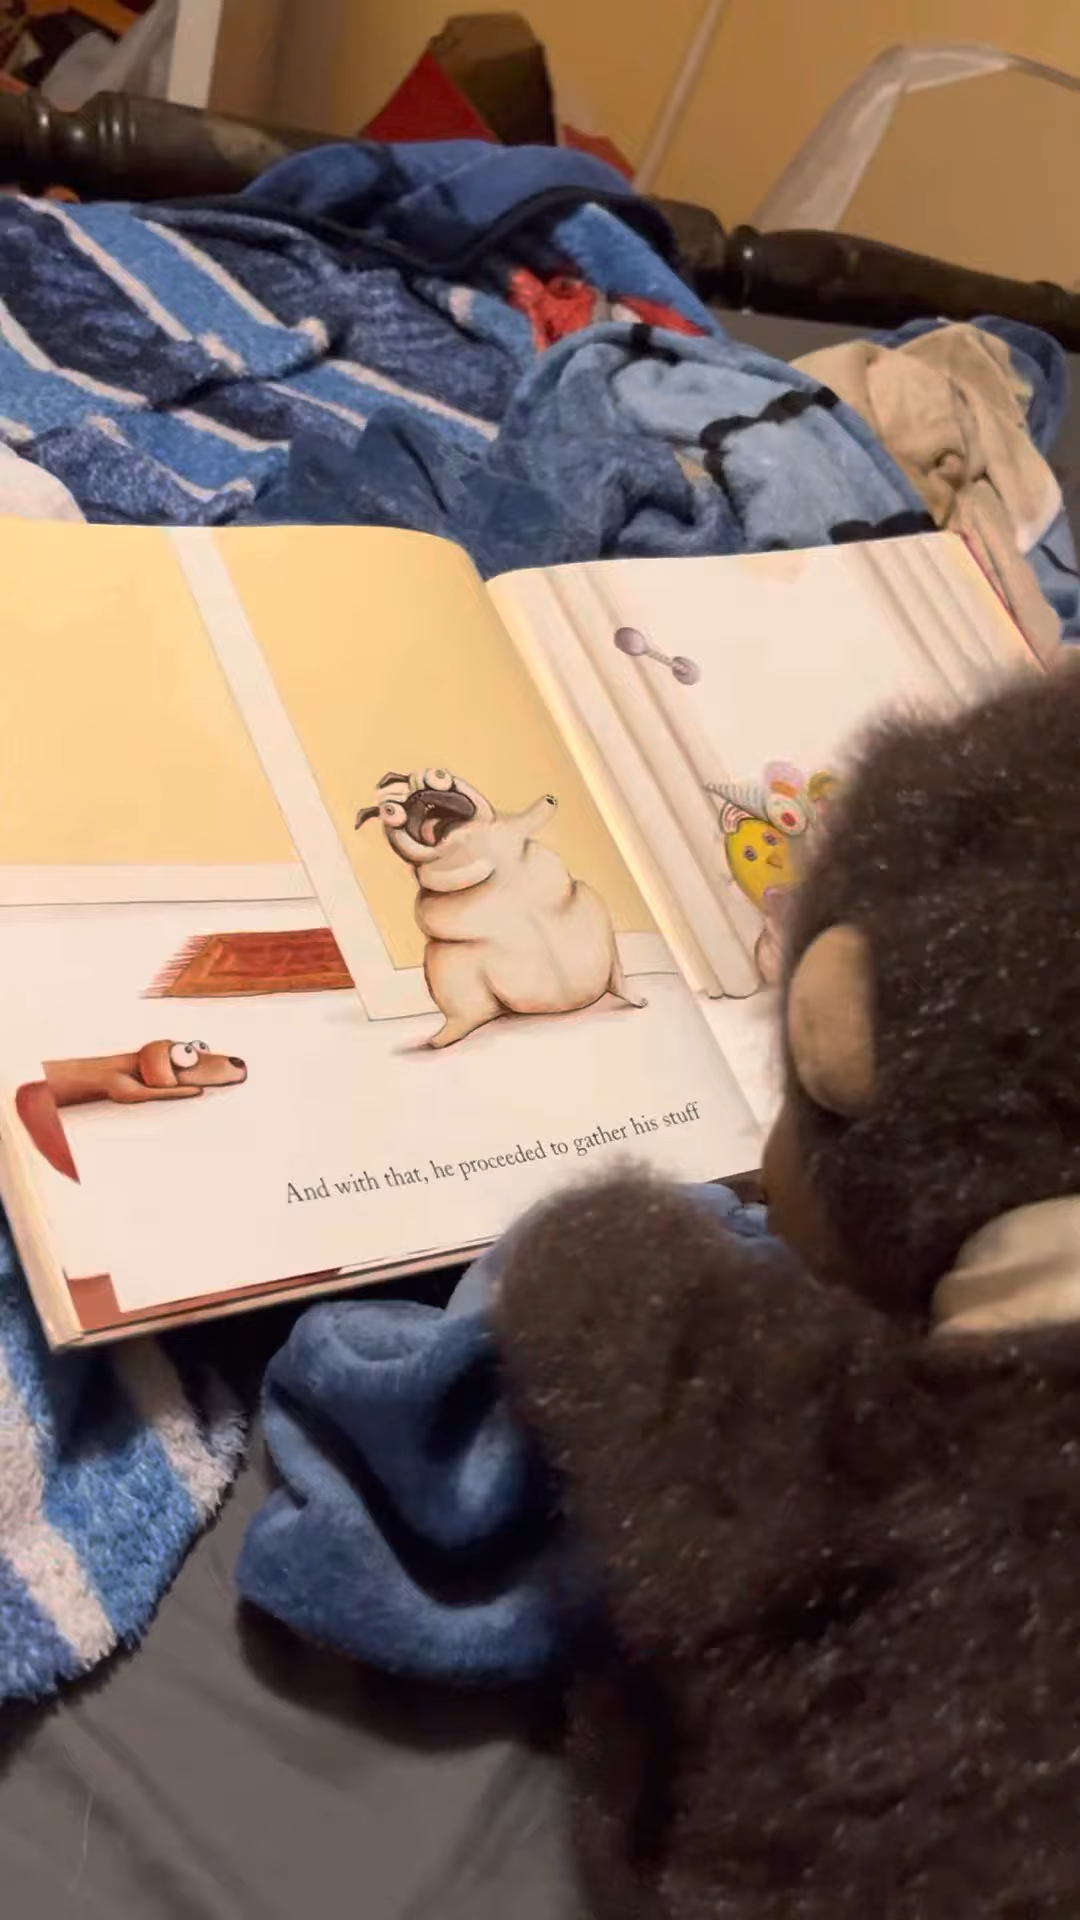 And with that, he proceeded to gather his stuff